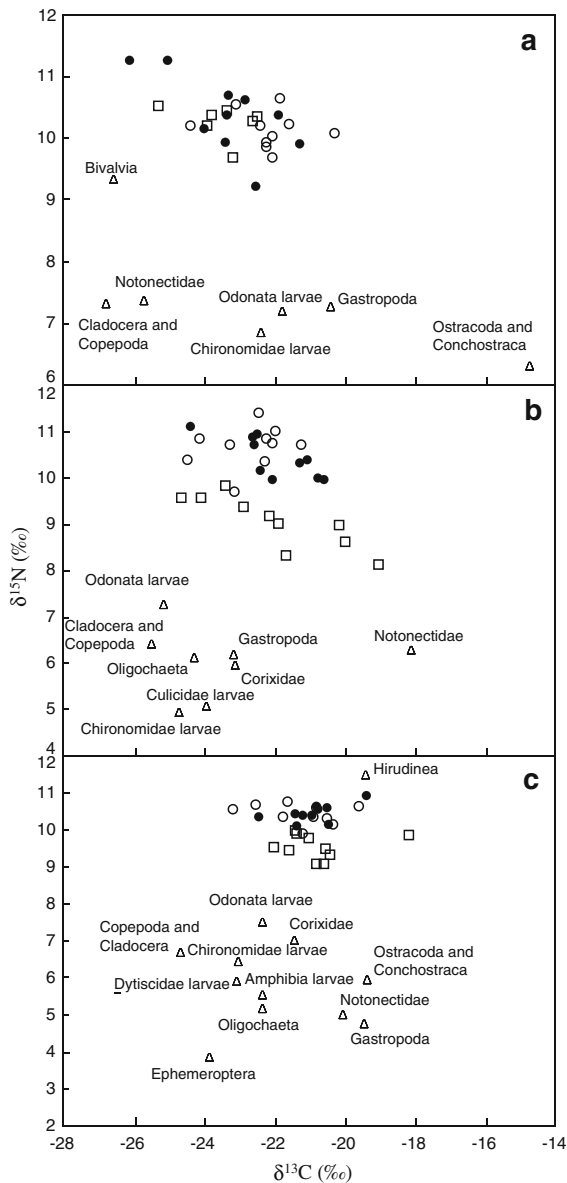 12
a
11
10
Bivalvia
9
8
Notonectidae
Odonata larvae
Gastropoda
7
Cladocera and
Copepoda
Chironomidae larvae
Ostracoda and
Conchostraca
6
12
b
11
10
9
8
δ15N (‰)
Odonata larvae
7
Cladocera and
Copepoda
Gastropoda
Notonectidae
6
Oligochaeta
Corixidae
Culicidae larvae
5
Chironomidae larvae
4
12
Hirudinea
c
11
10
9
8
Odonata larvae
Copepoda and
Cladocera
Corixidae
7
Chironomidae larvae
Ostracoda and
Conchostraca
6
Dytiscidae larvae
Amphibia larvae
Notonectidae
5
Oligochaeta
Gastropoda
4
Ephemeroptera
3
2
-28 -26 -24 -22 -20 -18 -16 -14
δ13C (‰)